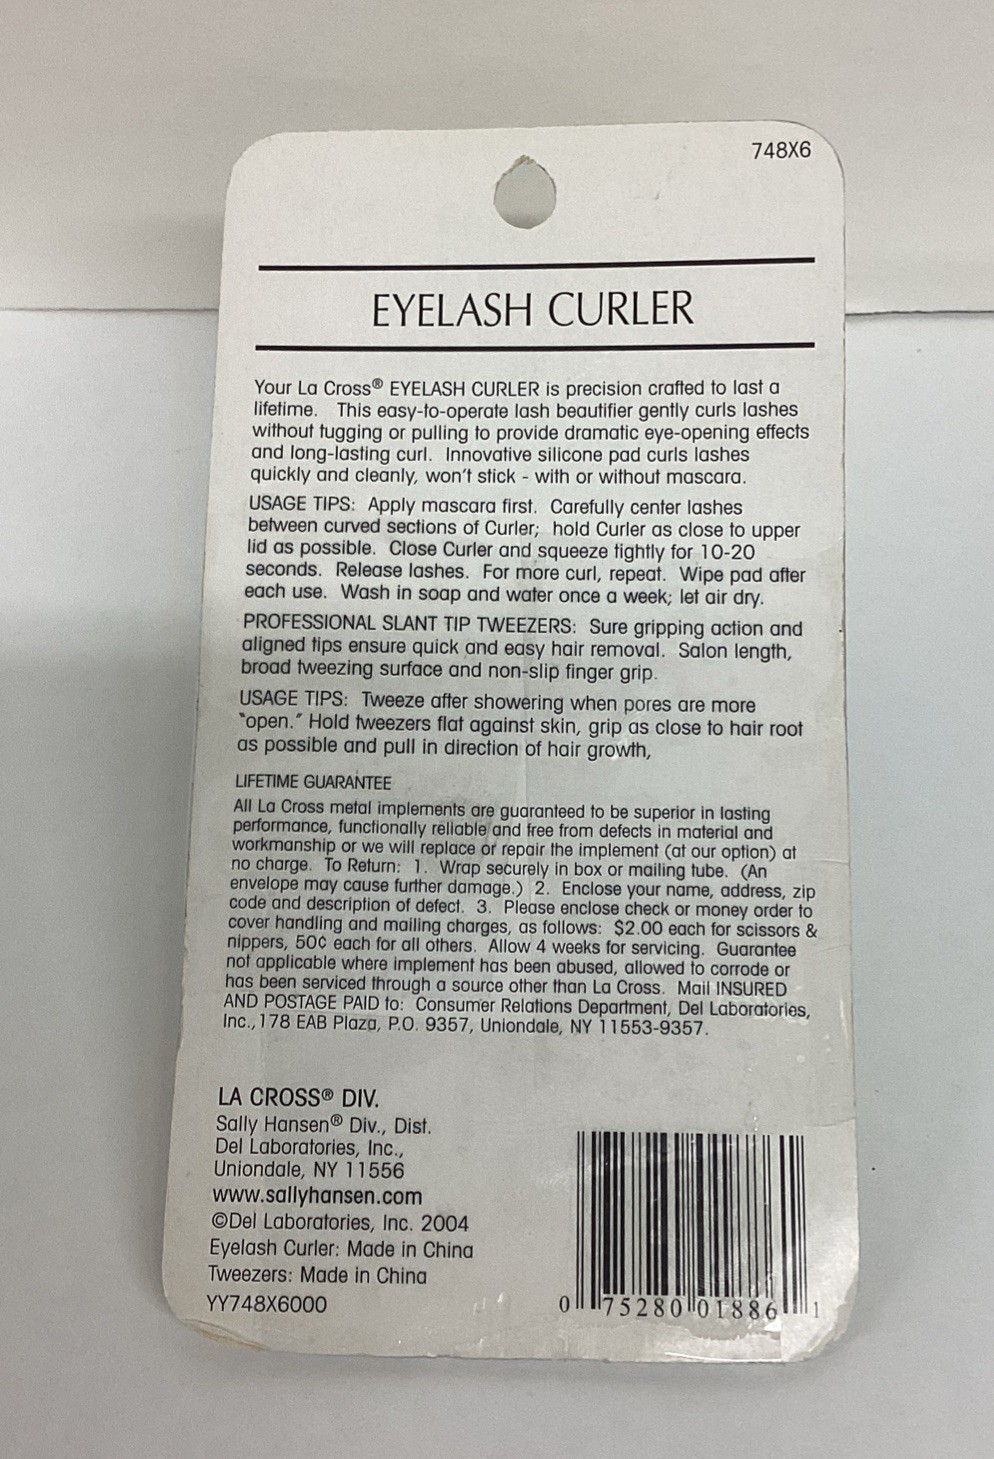 748X6
EYELASH CURLER
Your La Cross® EYELASH CURLER is precision crafted to last a
lifetime. This easy-to-operate lash beautifier gently curls lashes
without tugging or pulling to provide dramatic eye-opening effects
and long-lasting curl. Innovative silicone pad curls lashes
quickly and cleanly, won't stick - with or without mascara.
USAGE TIPS: Apply mascara first. Carefully center lashes
between curved sections of Curler; hold Curler as close to upper
lid as possible. Close Curler and squeeze tightly for 10-20
seconds. Release lashes. For more curl, repeat. Wipe pad after
each use. Wash in soap and water once a week; let air dry.
PROFESSIONAL SLANT TIP TWEEZERS: Sure gripping action and
aligned tips ensure quick and easy hair removal. Salon length,
broad tweezing surface and non-slip finger grip.
USAGE TIPS: Tweeze after showering when pores are more
"open." Hold tweezers flat against skin, grip as close to hair root
as possible and pull in direction of hair growth,
LIFETIME GUARANTEE
All La Cross metal implements are guaranteed to be superior in lasting
performance, functionally reliable and free from defects in material and
workmanship or we will replace or repair the implement (at our option) at
no charge. To Return: 1. Wrap securely in box or mailing tube. (An
envelope may cause further damage.) 2. Enclose your name, address, zip
code and description of defect. 3. Please enclose check or money order to
cover handling and mailing charges, as follows: $2.00 each for scissors &
nippers, 50¢ each for all others. Allow 4 weeks for servicing. Guarantee
not applicable where implement has been abused, allowed to corrode or
has been serviced through a source other than La Cross. Mail INSURED
AND POSTAGE PAID to: Consumer Relations Department, Del Laboratories,
Inc., 178 EAB Plaza, P.O. 9357, Uniondale, NY 11553-9357.
LA CROSS® DIV.
Sally Hansen® Div., Dist.
Del Laboratories, Inc.,
Uniondale, NY 11556
www.sallyhansen.com
©Del Laboratories, Inc. 2004
Eyelash Curler: Made in China
Tweezers: Made in China
YY748X6000
0 75280 01886 1